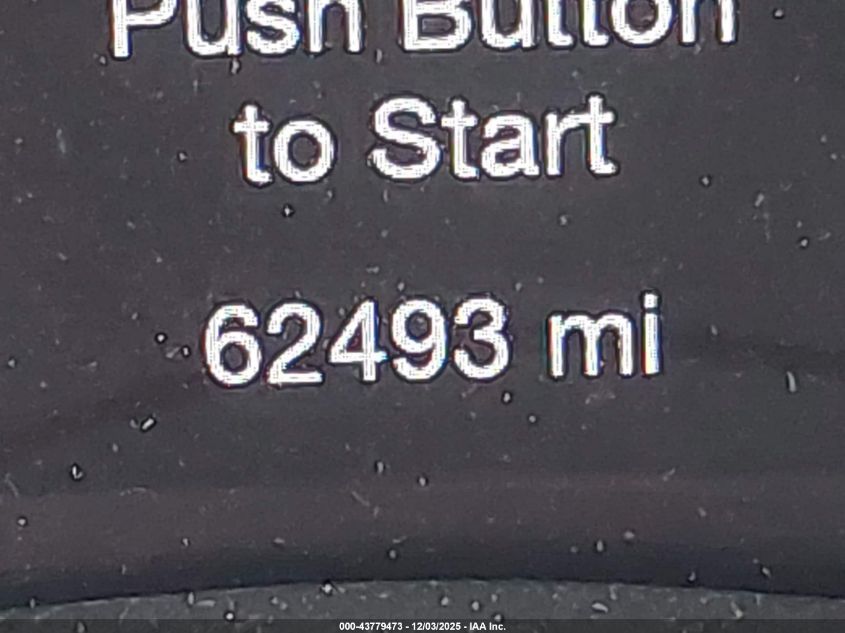 Push Button
to Start
62493 mi
000-43779473 - 12/03/2025 - IAA Inc.